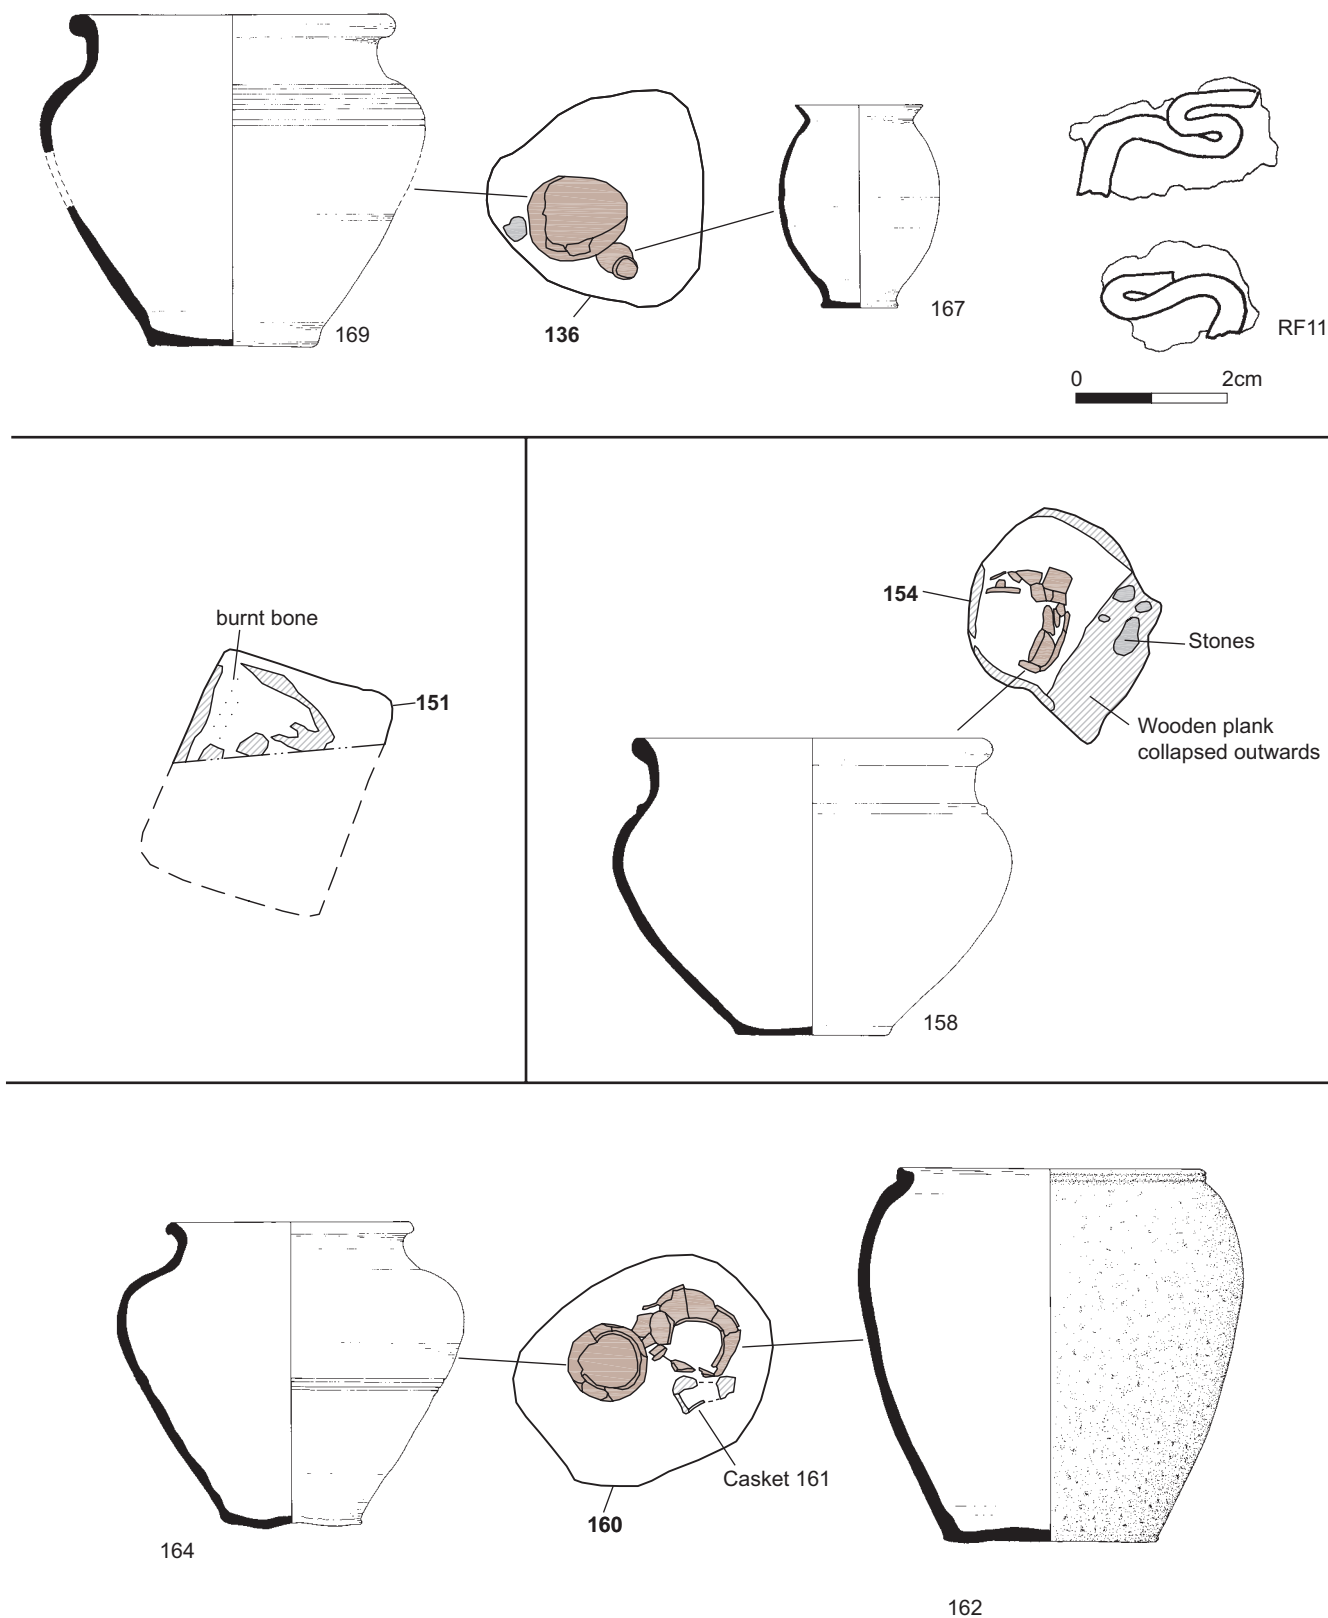 169
136
167
RF11
0 2cm
burnt bone
151
154
Stones
Wooden plank
collapsed outwards
158
164
Casket 161
160
162